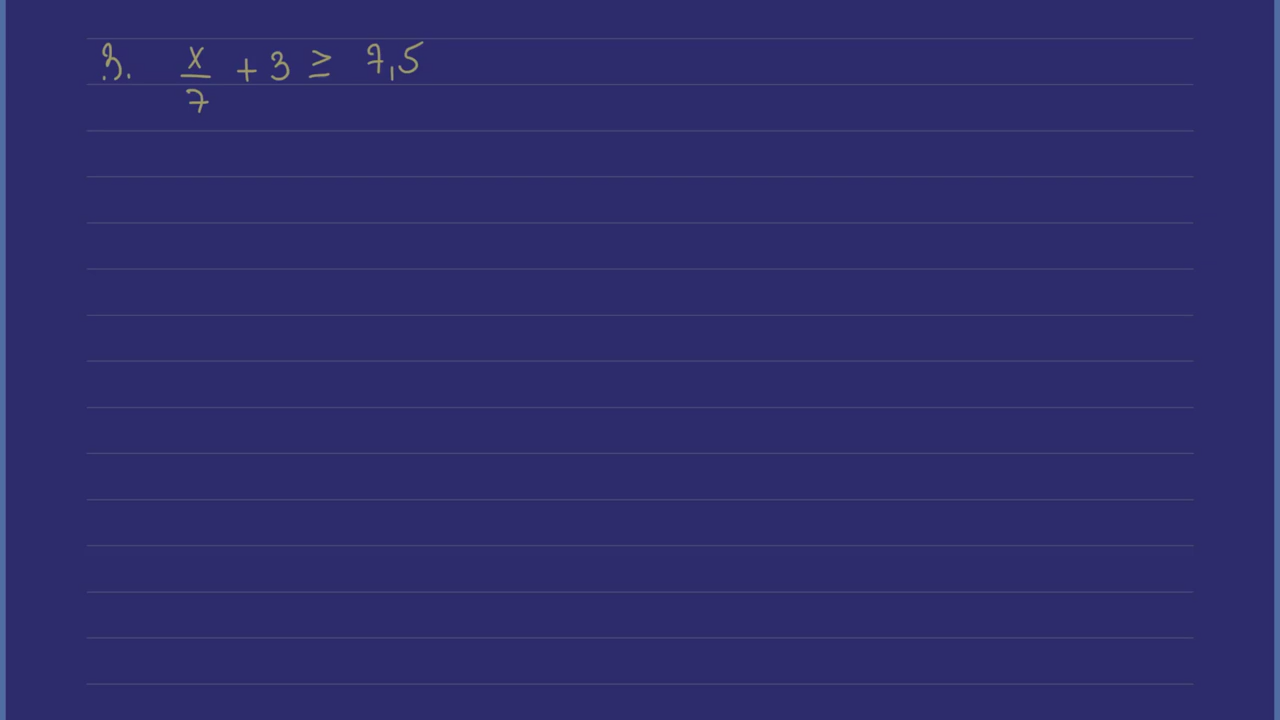 3. x/7 + 3 ≥ 7,5